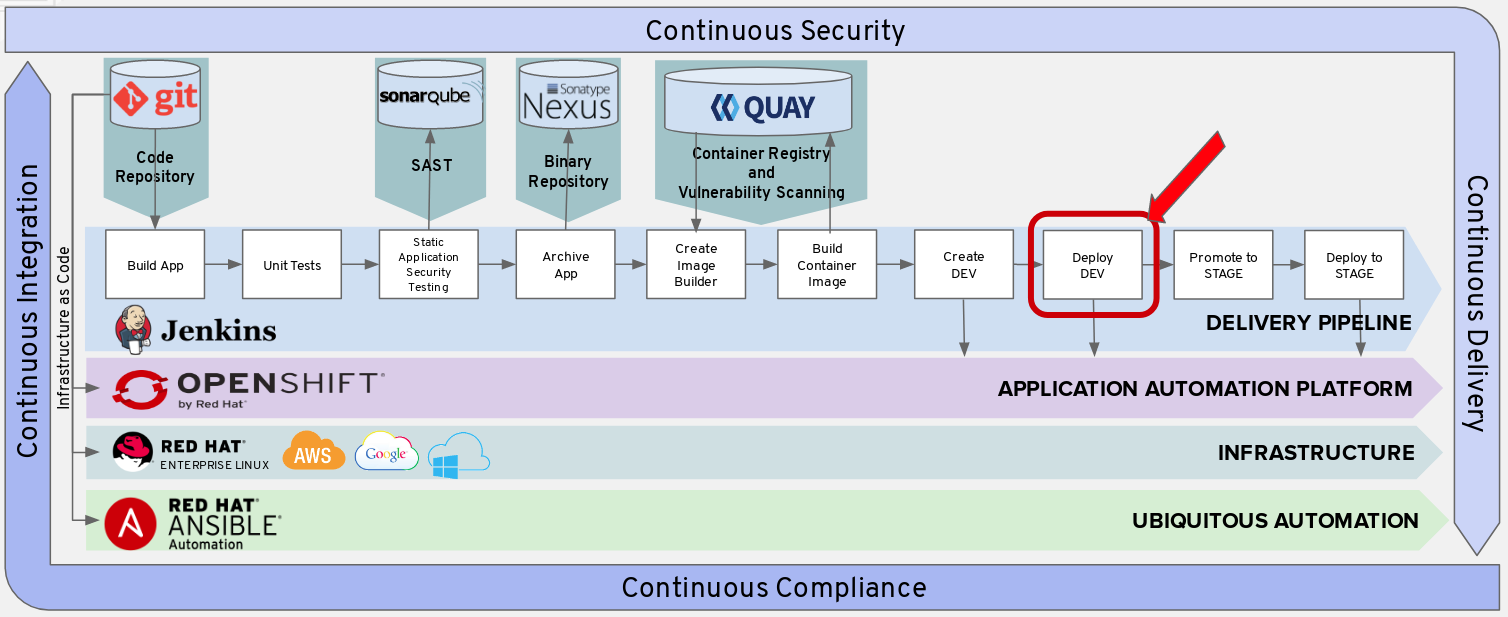 Continuous Security
git
sonarqube
Sonatype
Nexus
QUAY
Code
Repository
SAST
Binary
Repository
Container Registry
and
Vulnerability Scanning
Continuous Integration
Infrastructure as Code
Continuous Delivery
Build App
Unit Tests
Static
Application
Security
Testing
Archive
App
Create
Image
Builder
Build
Container
Image
Create
DEV
Deploy
DEV
Promote to
STAGE
Deploy to
STAGE
Jenkins
DELIVERY PIPELINE
OPENSHIFT
by Red Hat
APPLICATION AUTOMATION PLATFORM
RED HAT
ENTERPRISE LINUX
AWS
Google
INFRASTRUCTURE
RED HAT
ANSIBLE
Automation
UBIQUITOUS AUTOMATION
Continuous Compliance